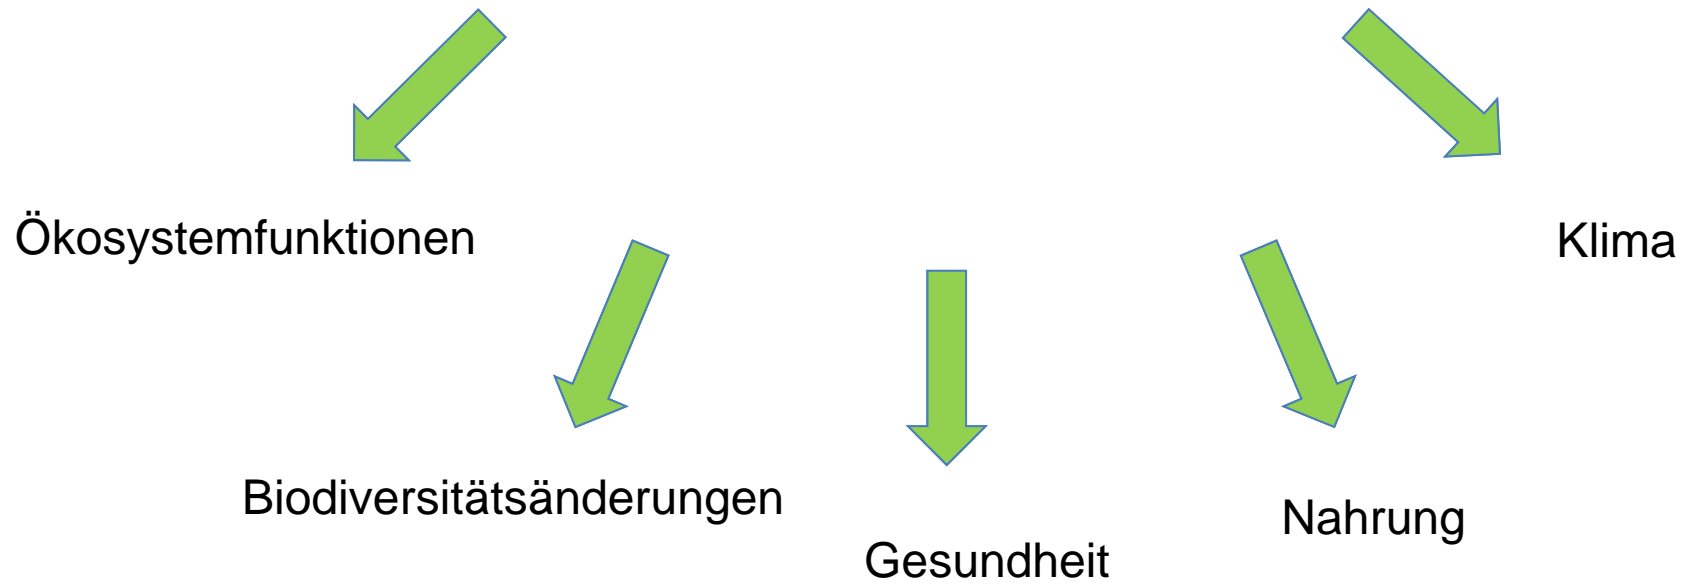 Ökosystemfunktionen
Klima
Biodiversitätsänderungen
Nahrung
Gesundheit